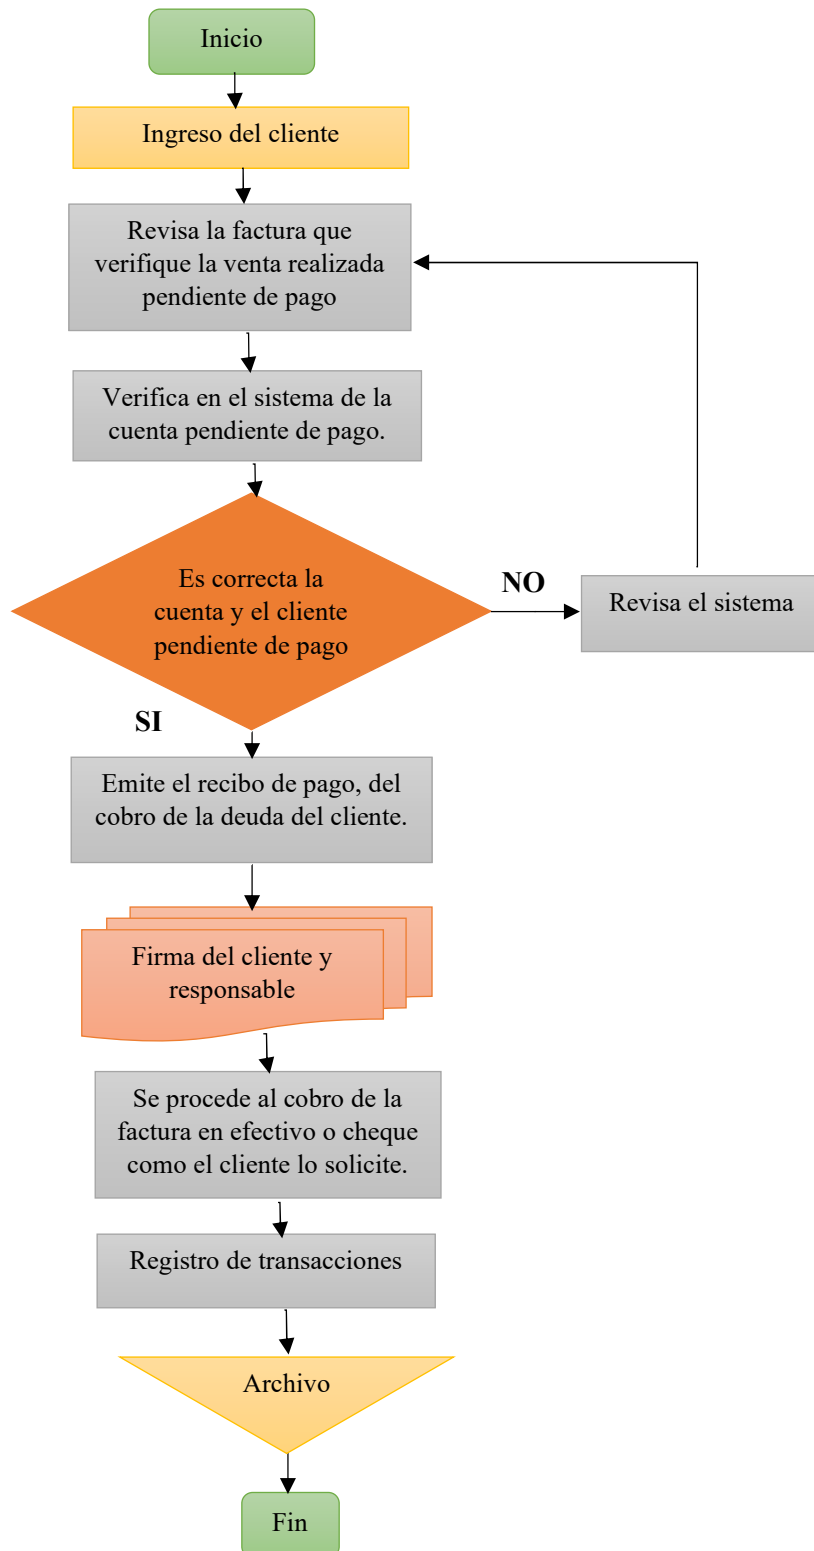 Inicio
Ingreso del cliente
Revisa la factura que
verifique la venta realizada
pendiente de pago
Verifica en el sistema de la
cuenta pendiente de pago.
Es correcta la
cuenta y el cliente
pendiente de pago
NO
Revisa el sistema
SI
Emite el recibo de pago, del
cobro de la deuda del cliente.
Firma del cliente y
responsable
Se procede al cobro de la
factura en efectivo o cheque
como el cliente lo solicite.
Registro de transacciones
Archivo
Fin